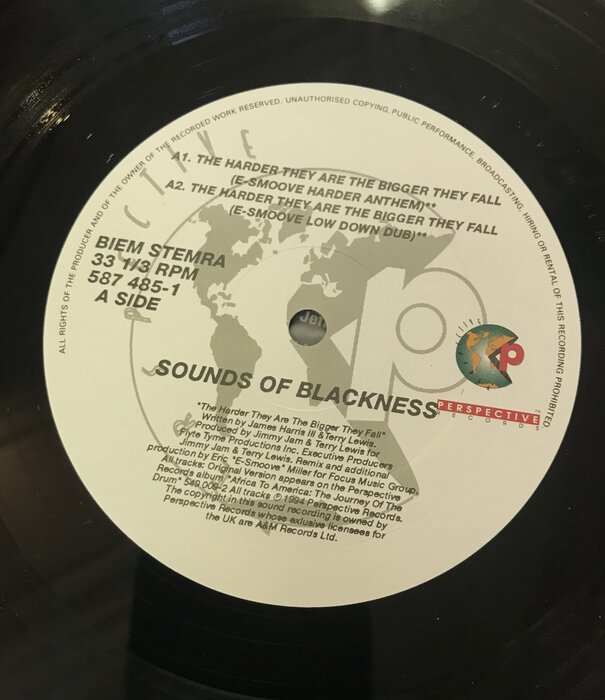 ALL RIGHTS OF THE PRODUCER AND OF THE OWNER OF THE RECORDED WORK RESERVED. UNAUTHORISED COPYING, PUBLIC PERFORMANCE, BROADCASTING, HIRING OR RENTAL OF THIS RECORDING PROHIBITED
A1. THE HARDER THEY ARE THE BIGGER THEY FALL
(E-SMOOVE HARDER ANTHEM)**
A2. THE HARDER THEY ARE THE BIGGER THEY FALL
(E-SMOOVE LOW DOWN DUB)**
BIEM STEMRA
33 1/3 RPM
587 485-1
A SIDE
SOUNDS OF BLACKNESS
p
PERSPECTIVE
RECORDS
TM
"The Harder They Are The Bigger They Fall"
Written by James Harris III &Terry Lewis.
Produced by Jimmy Jam & Terry Lewis for
Flyte Tyme Productions Inc. Executive Producers
Jimmy Jam & Terry Lewis. Remix and additional
production by Eric "E-Smoove" Miller for Focus Music Group.
All tracks: Original Version appears on the Perspective
Records album "Africa To America: The Journey Of The
Drum" 549 009-2 All tracks ℗ 1994 Perspective Records.
The copyright in this sound recording is owned by
Perspective Records whose exlusive licensees for
the UK are A&M Records Ltd.